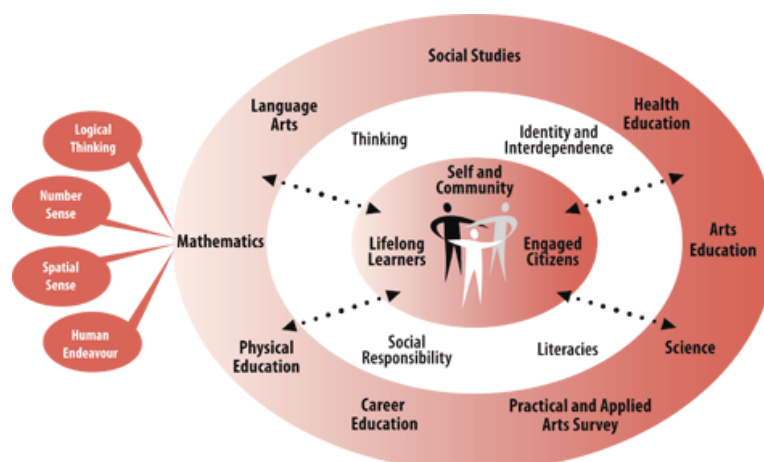 Social Studies
Language
Arts
Health
Education
Logical
Thinking
Thinking
Identity and
Interdependence
Self and
Community
Number
Sense
Mathematics
Lifelong
Learners
Engaged
Citizens
Arts
Education
Spatial
Sense
Human
Endeavour
Physical
Education
Social
Responsibility
Literacies
Science
Career
Education
Practical and Applied
Arts Survey